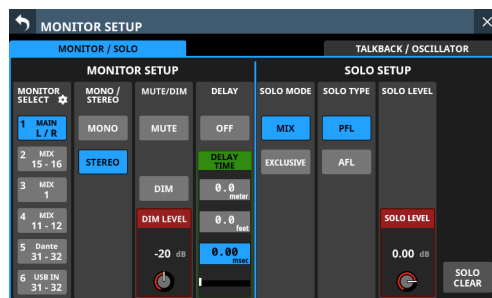 MONITOR SETUP
MONITOR / SOLO
TALKBACK / OSCILLATOR
MONITOR SETUP
SOLO SETUP
MONITOR SELECT
MONO / STEREO
MUTE/DIM
DELAY
SOLO MODE
SOLO TYPE
SOLO LEVEL
1 MAIN
L / R
MONO
MUTE
OFF
MIX
PFL
2 MIX
15 - 16
STEREO
DELAY TIME
EXCLUSIVE
AFL
3 MIX
1
DIM
0.0
meter
4 MIX
11 - 12
DIM LEVEL
0.0
feet
SOLO LEVEL
5 Dante
31 - 32
-20 dB
0.00
msec
0.00 dB
6 USB IN
31 - 32
SOLO CLEAR